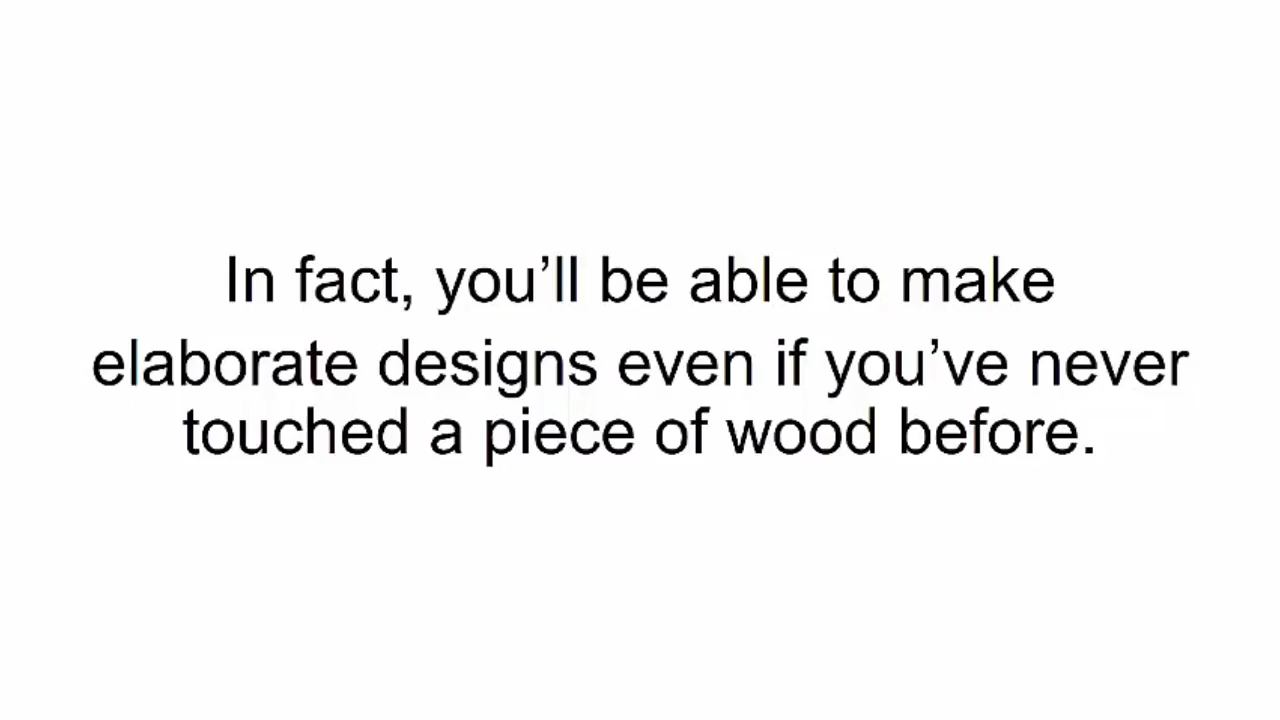 In fact, you’ll be able to make
elaborate designs even if you’ve never
touched a piece of wood before.